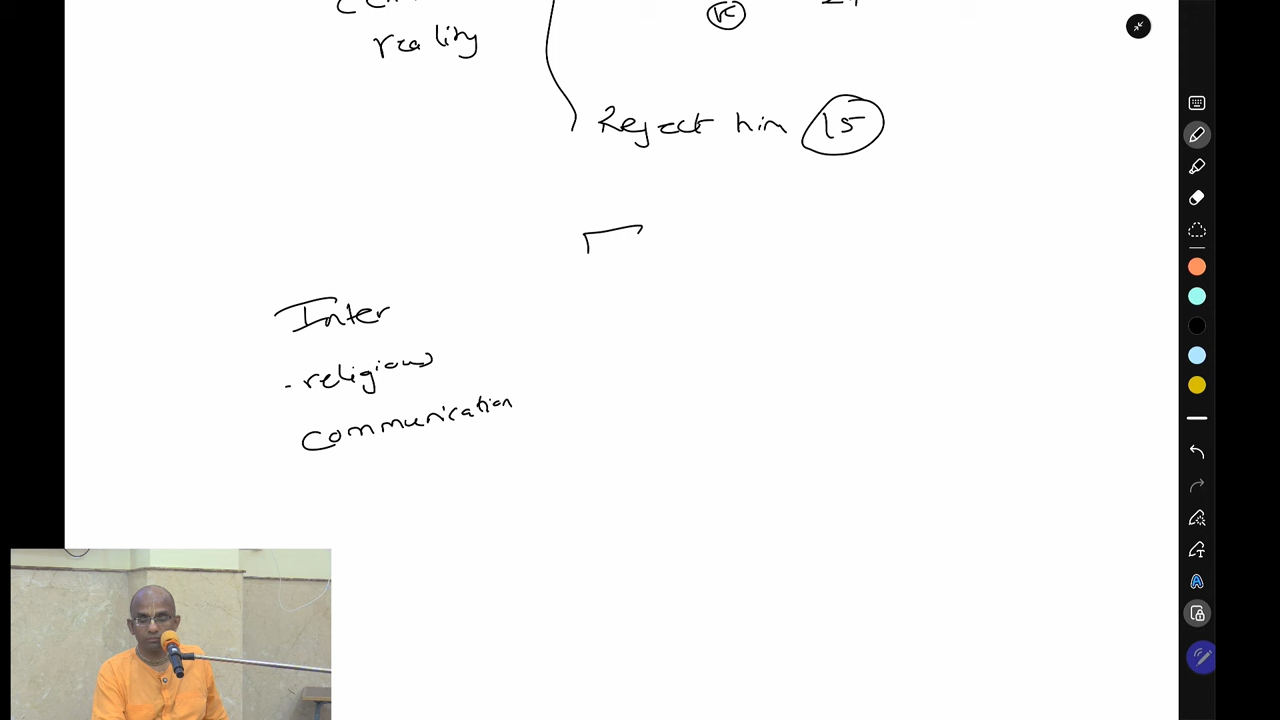 reality
Reject him 15
Inter
-religious
communication